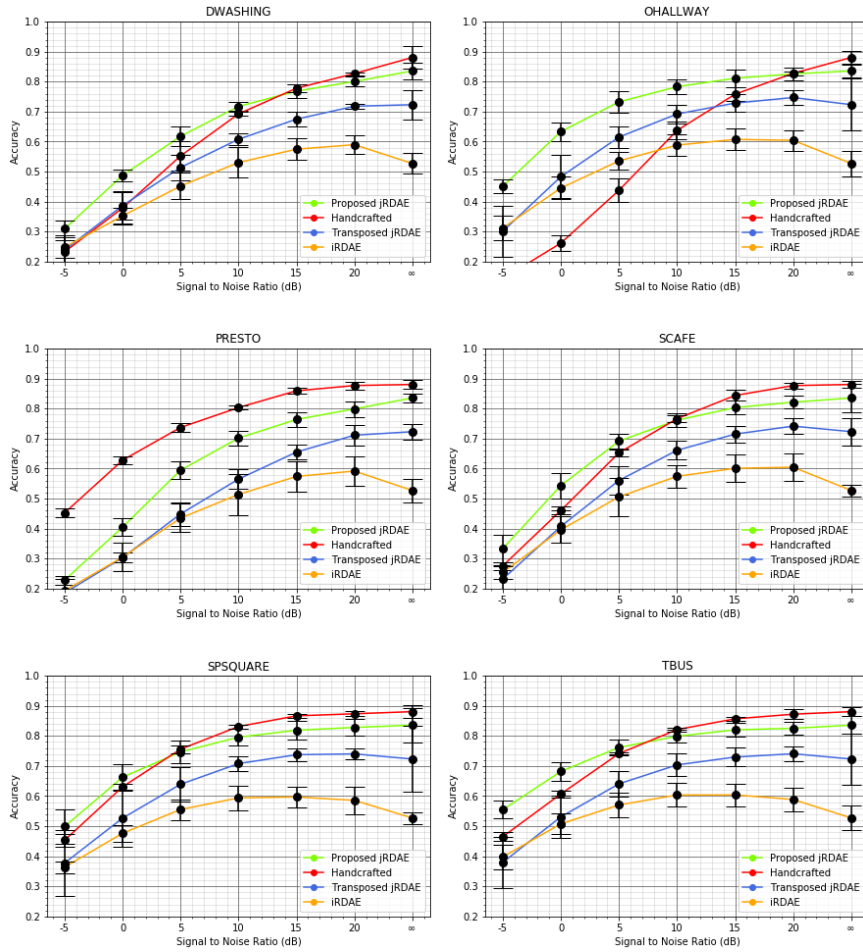 DWASHING
1.0
0.9
0.8
0.7
0.6
0.5
0.4
0.3
0.2
Accuracy
Proposed jRDAE
Handcrafted
Transposed jRDAE
iRDAE
-5 0 5 10 15 20 ∞
Signal to Noise Ratio (dB)
OHALLWAY
1.0
0.9
0.8
0.7
0.6
0.5
0.4
0.3
0.2
Accuracy
Proposed jRDAE
Handcrafted
Transposed jRDAE
iRDAE
-5 0 5 10 15 20 ∞
Signal to Noise Ratio (dB)
PRESTO
1.0
0.9
0.8
0.7
0.6
0.5
0.4
0.3
0.2
Accuracy
Proposed jRDAE
Handcrafted
Transposed jRDAE
iRDAE
-5 0 5 10 15 20 ∞
Signal to Noise Ratio (dB)
SCAFE
1.0
0.9
0.8
0.7
0.6
0.5
0.4
0.3
0.2
Accuracy
Proposed jRDAE
Handcrafted
Transposed jRDAE
iRDAE
-5 0 5 10 15 20 ∞
Signal to Noise Ratio (dB)
SPSQUARE
1.0
0.9
0.8
0.7
0.6
0.5
0.4
0.3
0.2
Accuracy
Proposed jRDAE
Handcrafted
Transposed jRDAE
iRDAE
-5 0 5 10 15 20 ∞
Signal to Noise Ratio (dB)
TBUS
1.0
0.9
0.8
0.7
0.6
0.5
0.4
0.3
0.2
Accuracy
Proposed jRDAE
Handcrafted
Transposed jRDAE
iRDAE
-5 0 5 10 15 20 ∞
Signal to Noise Ratio (dB)